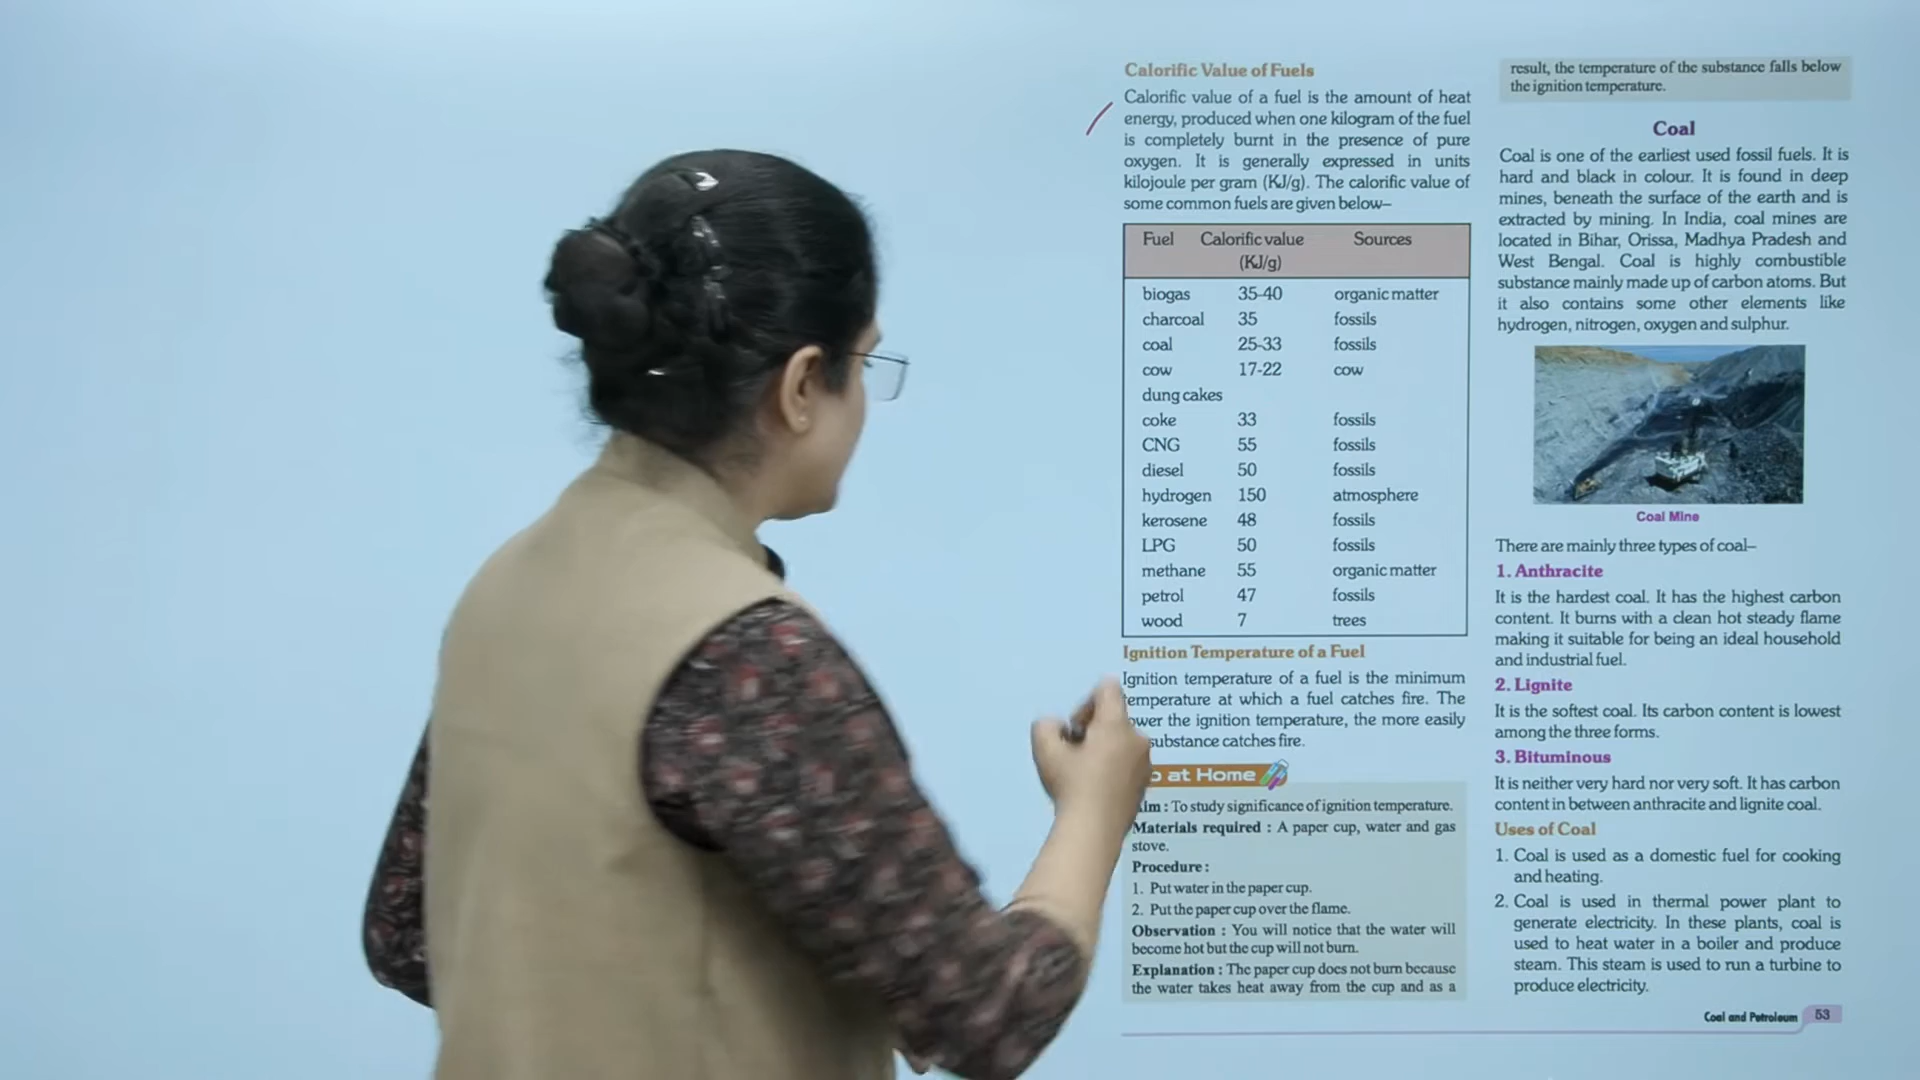 Calorific Value of Fuels
Calorific value of a fuel is the amount of heat
energy, produced when one kilogram of the fuel
is completely burnt in the presence of pure
oxygen. It is generally expressed in units
kilojoule per gram (KJ/g). The calorific value of
some common fuels are given below–
Fuel Calorific value Sources
(KJ/g)
biogas 35-40 organic matter
charcoal 35 fossils
coal 25-33 fossils
cow 17-22 cow
dung cakes
coke 33 fossils
CNG 55 fossils
diesel 50 fossils
hydrogen 150 atmosphere
kerosene 48 fossils
LPG 50 fossils
methane 55 organic matter
petrol 47 fossils
wood 7 trees
Ignition Temperature of a Fuel
Ignition temperature of a fuel is the minimum
temperature at which a fuel catches fire. The
ower the ignition temperature, the more easily
substance catches fire.
at Home
Aim : To study significance of ignition temperature.
Materials required : A paper cup, water and gas
stove.
Procedure :
1. Put water in the paper cup.
2. Put the paper cup over the flame.
Observation : You will notice that the water will
become hot but the cup will not burn.
Explanation : The paper cup does not burn because
the water takes heat away from the cup and as a
result, the temperature of the substance falls below
the ignition temperature.
Coal
Coal is one of the earliest used fossil fuels. It is
hard and black in colour. It is found in deep
mines, beneath the surface of the earth and is
extracted by mining. In India, coal mines are
located in Bihar, Orissa, Madhya Pradesh and
West Bengal. Coal is highly combustible
substance mainly made up of carbon atoms. But
it also contains some other elements like
hydrogen, nitrogen, oxygen and sulphur.
Coal Mine
There are mainly three types of coal–
1. Anthracite
It is the hardest coal. It has the highest carbon
content. It burns with a clean hot steady flame
making it suitable for being an ideal household
and industrial fuel.
2. Lignite
It is the softest coal. Its carbon content is lowest
among the three forms.
3. Bituminous
It is neither very hard nor very soft. It has carbon
content in between anthracite and lignite coal.
Uses of Coal
1. Coal is used as a domestic fuel for cooking
and heating.
2. Coal is used in thermal power plant to
generate electricity. In these plants, coal is
used to heat water in a boiler and produce
steam. This steam is used to run a turbine to
produce electricity.
Coal and Petroleum 53